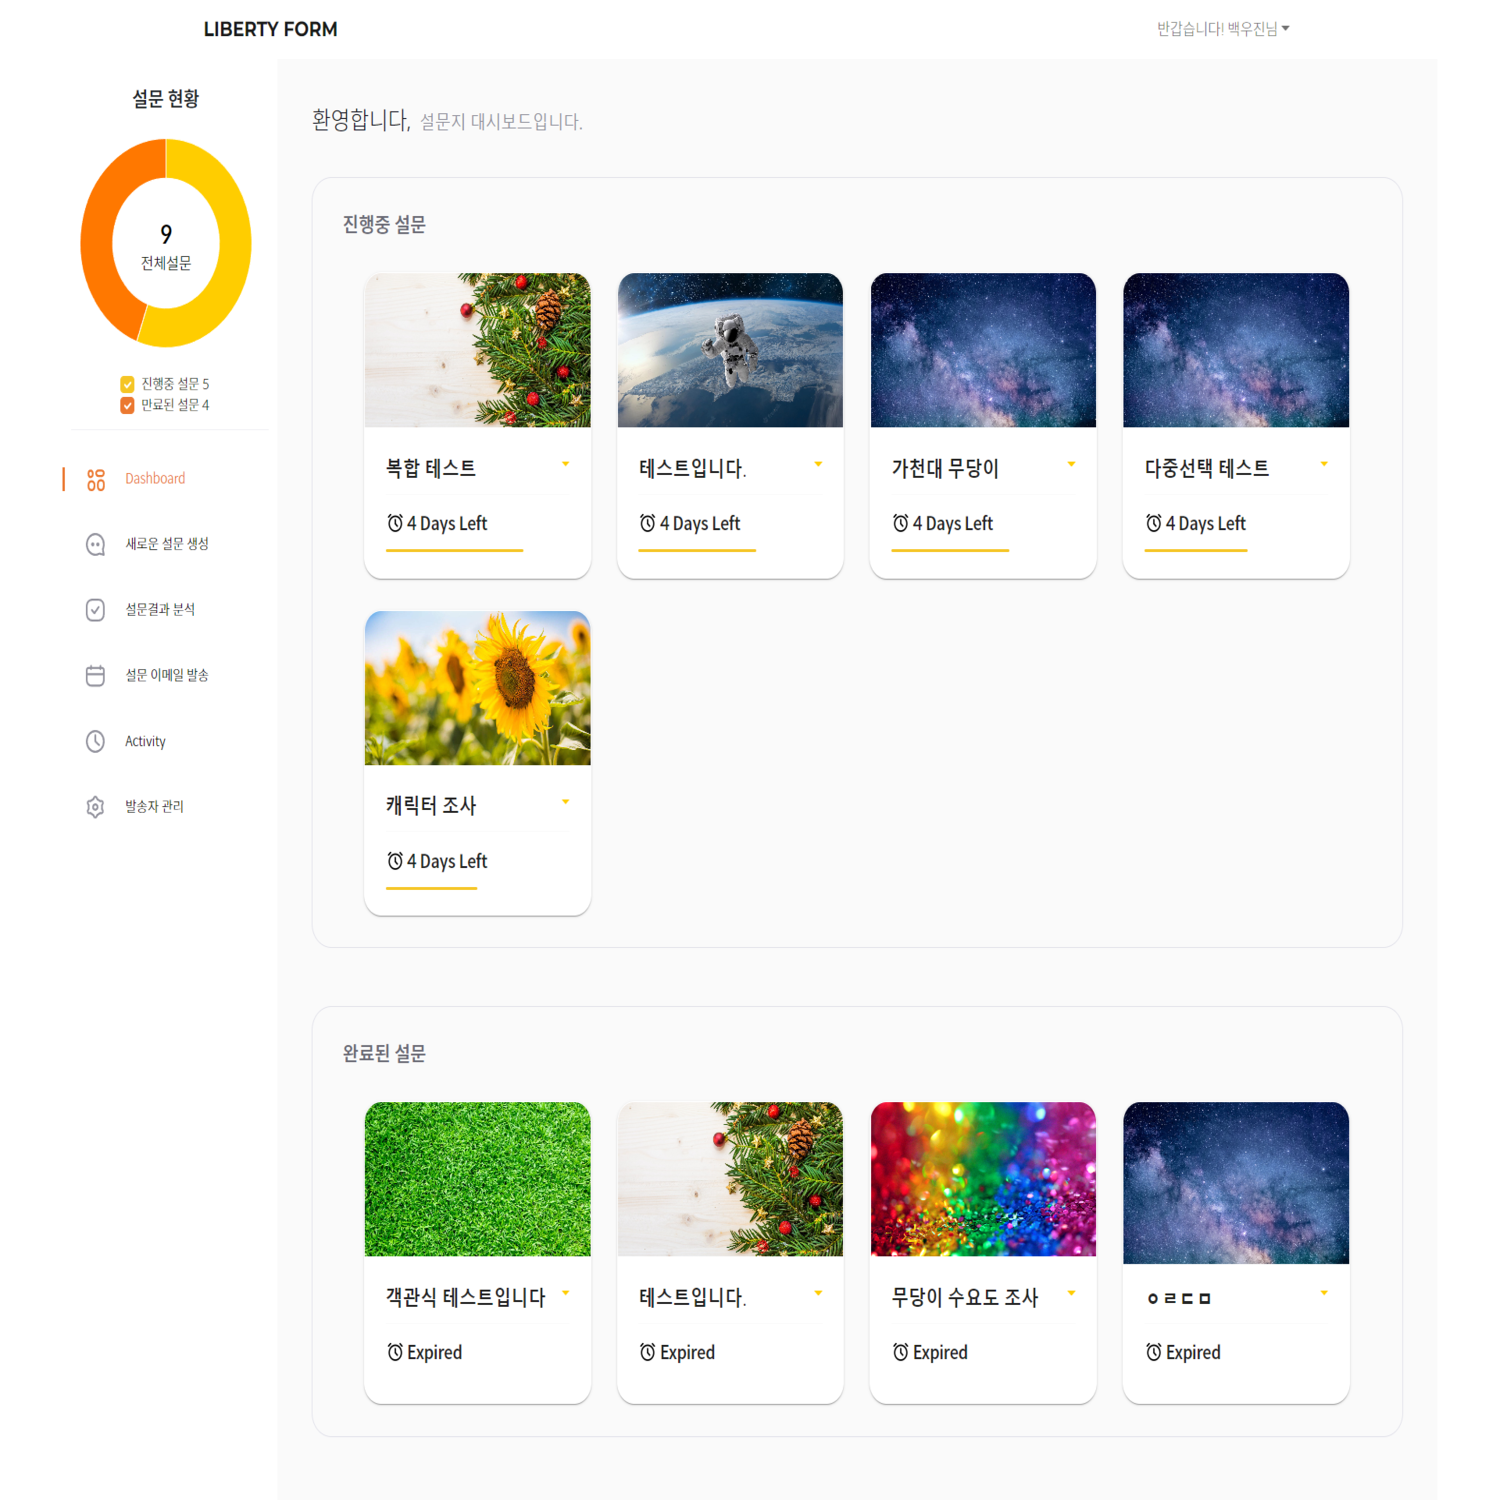 LIBERTY FORM
반갑습니다! 백우진님
설문 현황
9
전체설문
진행중 설문 5
만료된 설문 4
Dashboard
새로운 설문 생성
설문결과 분석
설문 이메일 발송
Activity
발송자 관리
환영합니다, 설문지 대시보드입니다.
진행중 설문
복합 테스트
4 Days Left
테스트입니다.
4 Days Left
가천대 무당이
4 Days Left
다중선택 테스트
4 Days Left
캐릭터 조사
4 Days Left
완료된 설문
객관식 테스트입니다
Expired
테스트입니다.
Expired
무당이 수요도 조사
Expired
ㅇㄹㄷㅁ
Expired